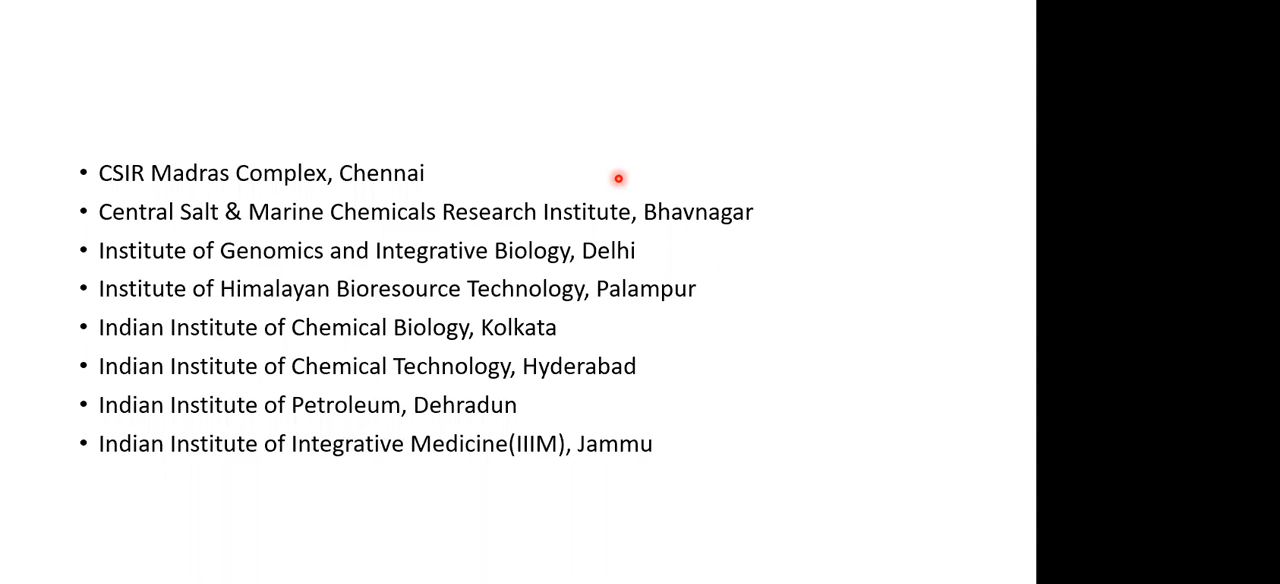 • CSIR Madras Complex, Chennai
• Central Salt & Marine Chemicals Research Institute, Bhavnagar
• Institute of Genomics and Integrative Biology, Delhi
• Institute of Himalayan Bioresource Technology, Palampur
• Indian Institute of Chemical Biology, Kolkata
• Indian Institute of Chemical Technology, Hyderabad
• Indian Institute of Petroleum, Dehradun
• Indian Institute of Integrative Medicine(IIIM), Jammu